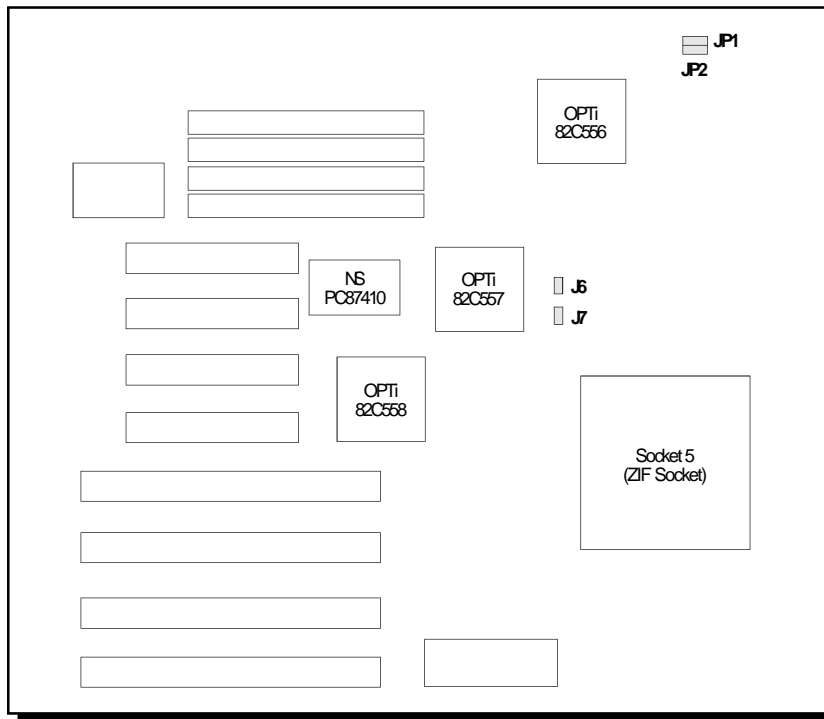 JP1
JP2
OPTi
82C556
NS
PC87410
OPTi
82C557
J6
J7
OPTi
82C558
Socket 5
(ZIF Socket)